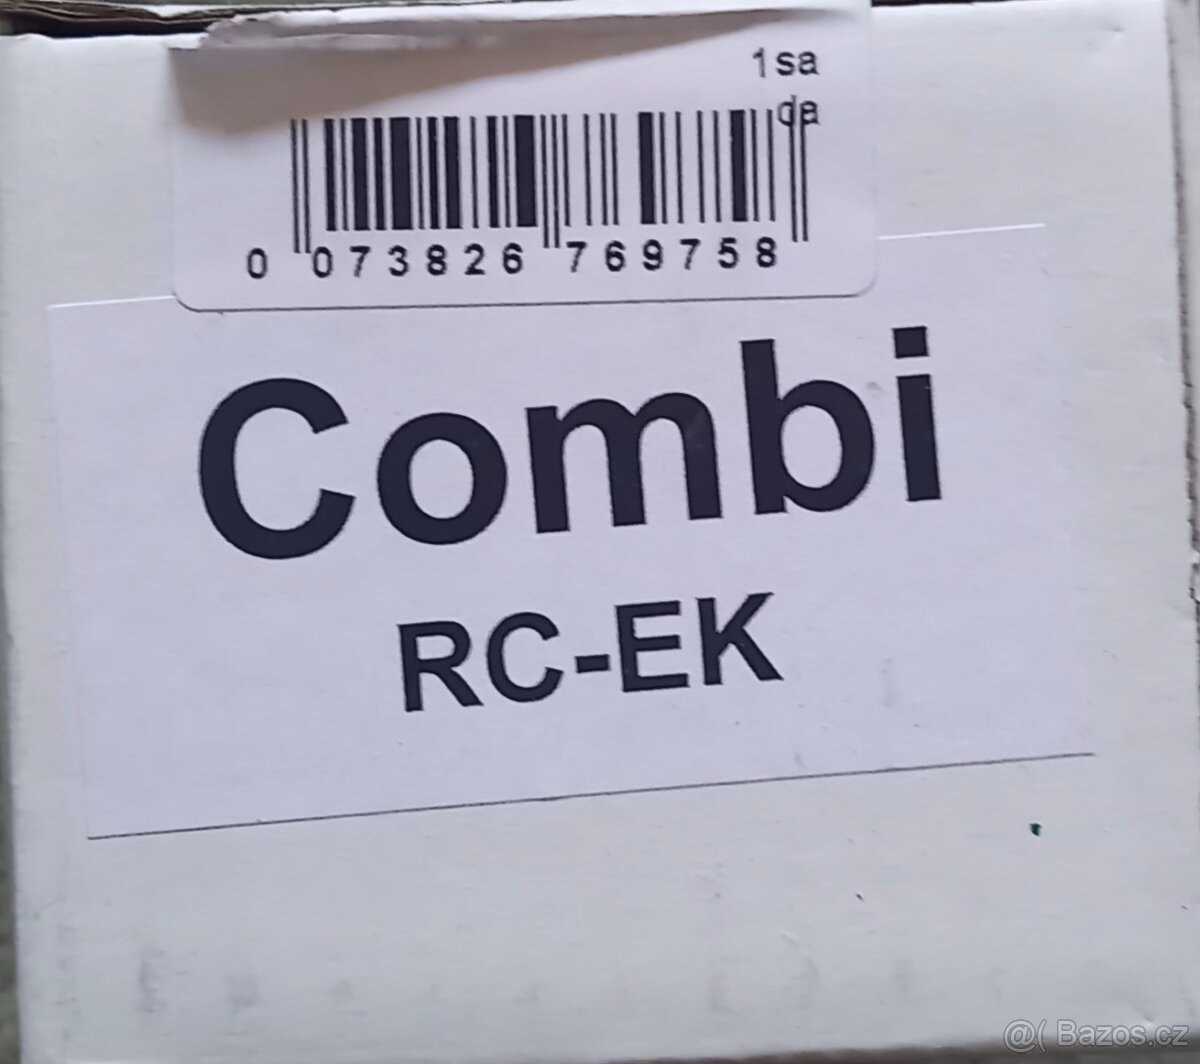 1sa
da
0 073826 769758
Combi
RC-EK
@( Bazos.cz